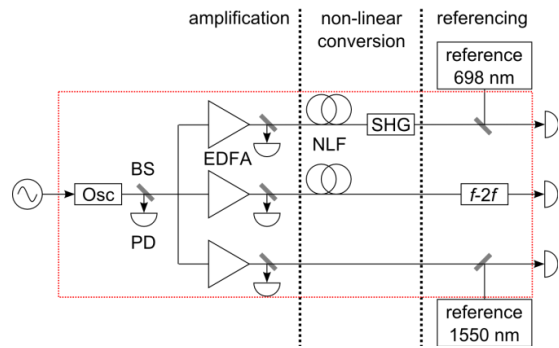 amplification
non-linear
conversion
referencing
reference
698 nm
EDFA
NLF
SHG
BS
Osc
PD
f-2f
reference
1550 nm